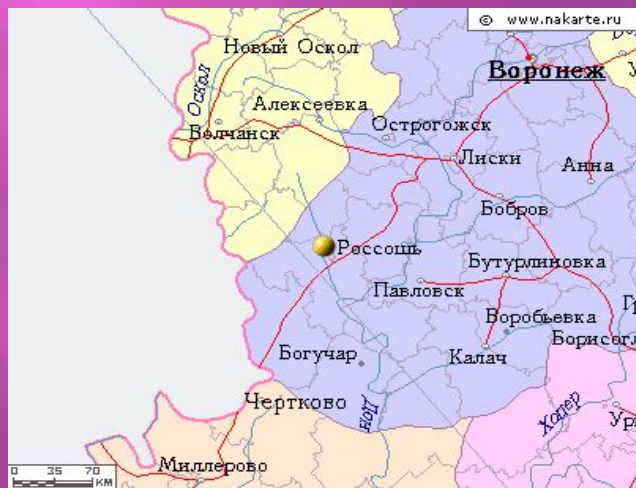 © www.nakarte.ru
Новый Оскол
Воронеж
Оскол
Алексеевка
Острогожск
Волчанск
Лиски
Анна
Бобров
Россошь
Бутурлиновка
Павловск
Воробьевка
Борисогл
Богучар
Калач
Чертково
Дон
Хопер
Ур
Миллерово
0 35 70
км